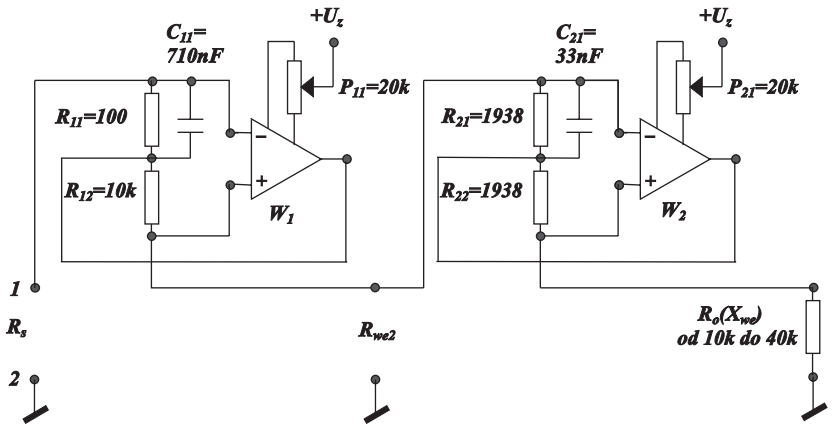 +Uz
C11=
710nF
P11=20k
R11=100
R12=10k
−
+
W1
+Uz
C21=
33nF
P21=20k
R21=1938
R22=1938
−
+
W2
1
Rs
2
Rwe2
Ro(Xwe)
od 10k do 40k